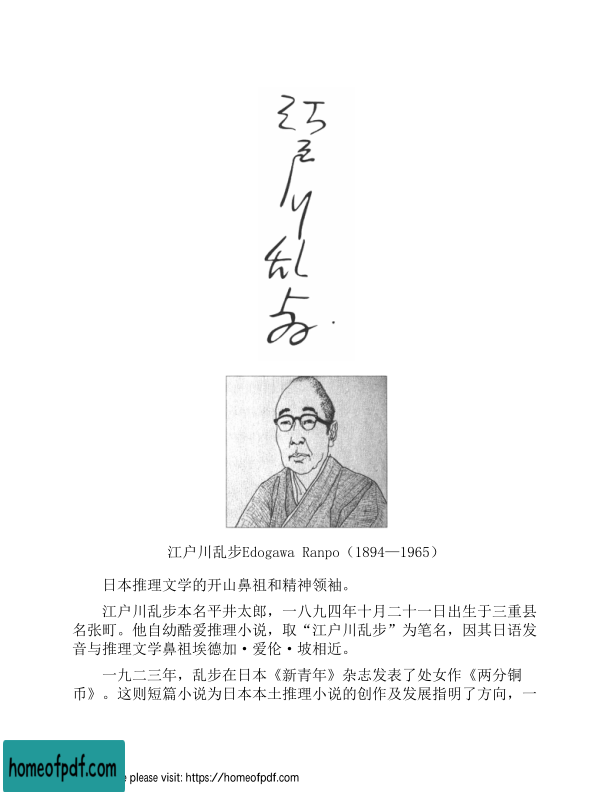 江户川乱步
江户川乱步Edogawa Ranpo（1894—1965）
日本推理文学的开山鼻祖和精神领袖。
江户川乱步本名平井太郎，一八九四年十月二十一日出生于三重县
名张町。他自幼酷爱推理小说，取“江户川乱步”为笔名，因其日语发
音与推理文学鼻祖埃德加·爱伦·坡相近。
一九二三年，乱步在日本《新青年》杂志发表了处女作《两分铜
币》。这则短篇小说为日本本土推理小说的创作及发展指明了方向，一
homeofpdf.com
e please visit: https://homeofpdf.com